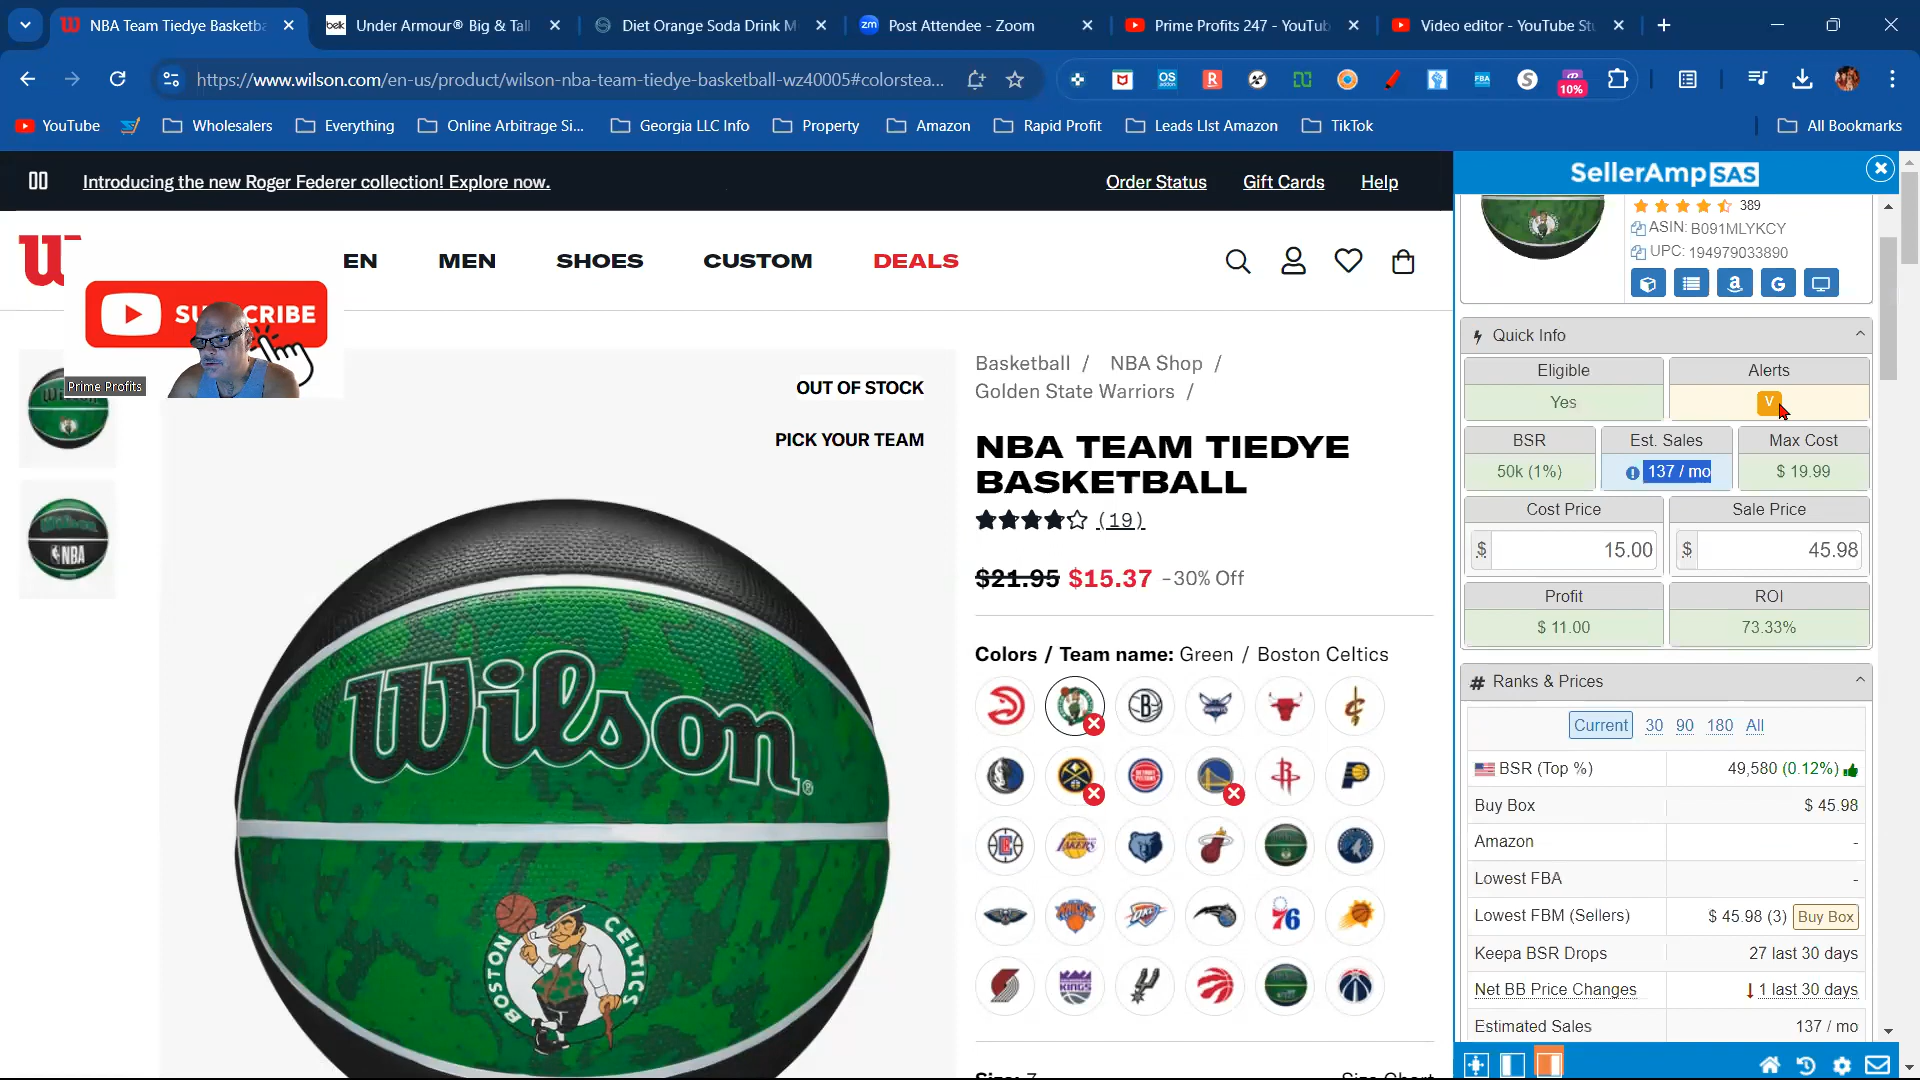 NBA Team Tiedye Basketba
belk Under Armour® Big & Tall
Diet Orange Soda Drink M
zm Post Attendee - Zoom
Prime Profits 247 - YouTub
Video editor - YouTube Stu
https://www.wilson.com/en-us/product/wilson-nba-team-tiedye-basketball-wz40005#colorstea...
10%
YouTube
Wholesalers
Everything
Online Arbitrage Si...
Georgia LLC Info
Property
Amazon
Rapid Profit
Leads LIst Amazon
TikTok
All Bookmarks
Introducing the new Roger Federer collection! Explore now.
Order Status
Gift Cards
Help
EN
MEN
SHOES
CUSTOM
DEALS
SUBSCRIBE
Prime Profits
OUT OF STOCK
PICK YOUR TEAM
Wilson
BOSTON CELTICS
Basketball / NBA Shop /
Golden State Warriors /
NBA TEAM TIEDYE
BASKETBALL
(19)
$21.95 $15.37 -30% Off
Colors / Team name: Green / Boston Celtics
SellerAmp SAS
389
ASIN: B091MLYKCY
UPC: 194979033890
Quick Info
Eligible
Alerts
Yes
V
BSR
Est. Sales
Max Cost
50k (1%)
137 / mo
$ 19.99
Cost Price
Sale Price
$ 15.00
$ 45.98
Profit
ROI
$ 11.00
73.33%
Ranks & Prices
Current 30 90 180 All
BSR (Top %) 49,580 (0.12%)
Buy Box $ 45.98
Amazon -
Lowest FBA -
Lowest FBM (Sellers) $ 45.98 (3) Buy Box
Keepa BSR Drops 27 last 30 days
Net BB Price Changes 1 last 30 days
Estimated Sales 137 / mo